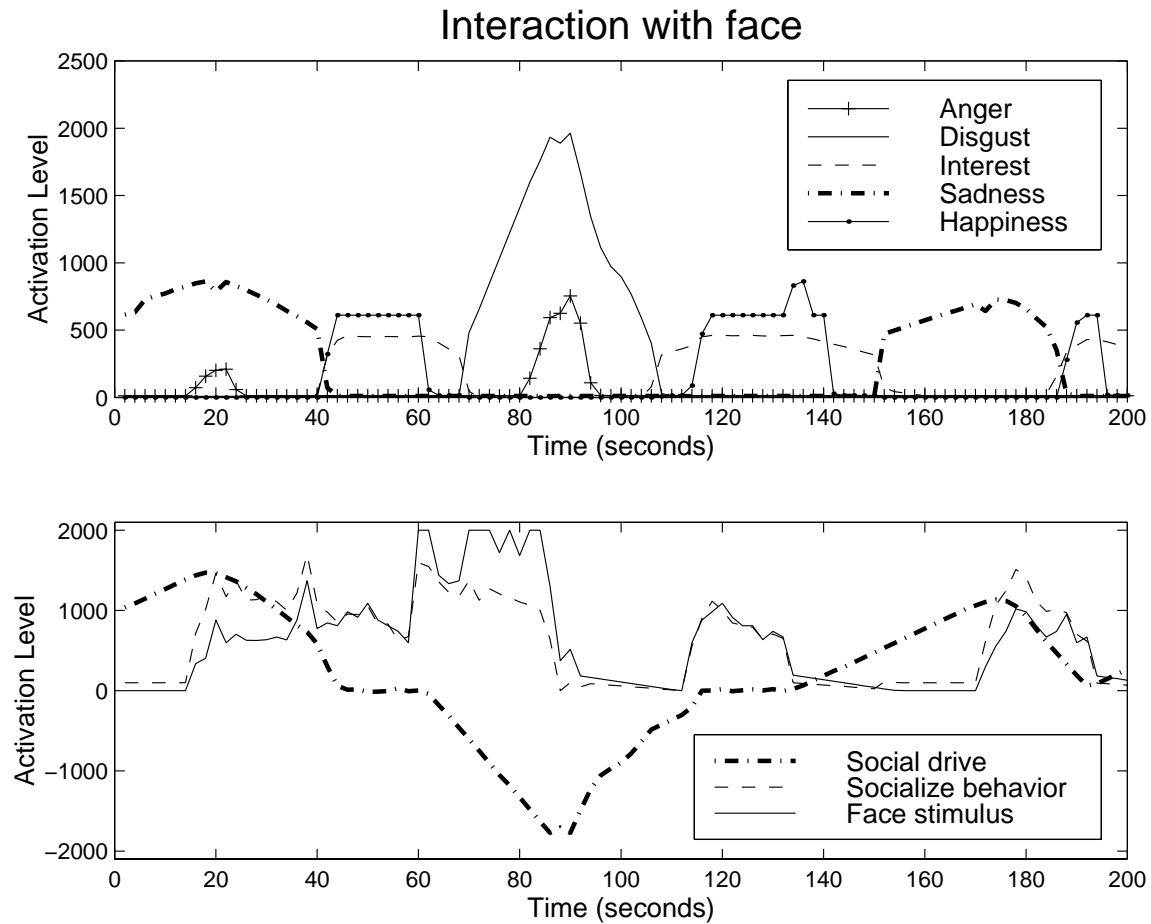 Interaction with face
2500
2000
1500
1000
500
0
Activation Level
Anger
Disgust
Interest
Sadness
Happiness
0 20 40 60 80 100 120 140 160 180 200
Time (seconds)
2000
1000
0
−1000
−2000
Activation Level
Social drive
Socialize behavior
Face stimulus
0 20 40 60 80 100 120 140 160 180 200
Time (seconds)